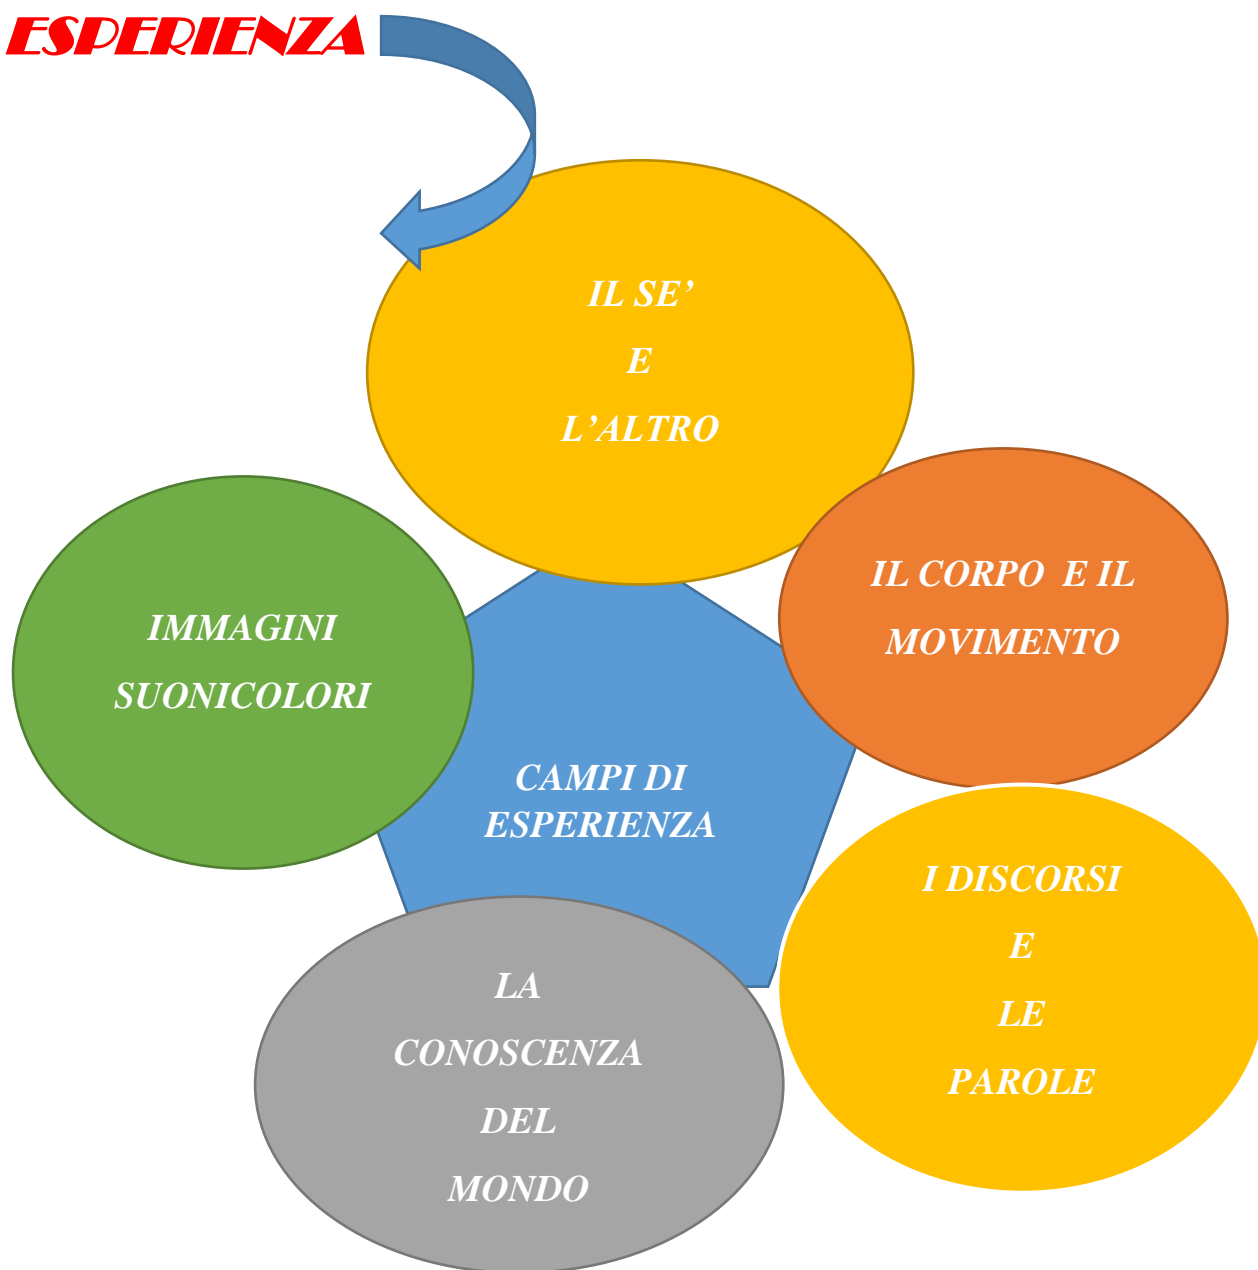 ESPERIENZA
IL SE’
E
L’ALTRO
IL CORPO E IL
MOVIMENTO
IMMAGINI
SUONICOLORI
CAMPI DI
ESPERIENZA
I DISCORSI
E
LE
PAROLE
LA
CONOSCENZA
DEL
MONDO